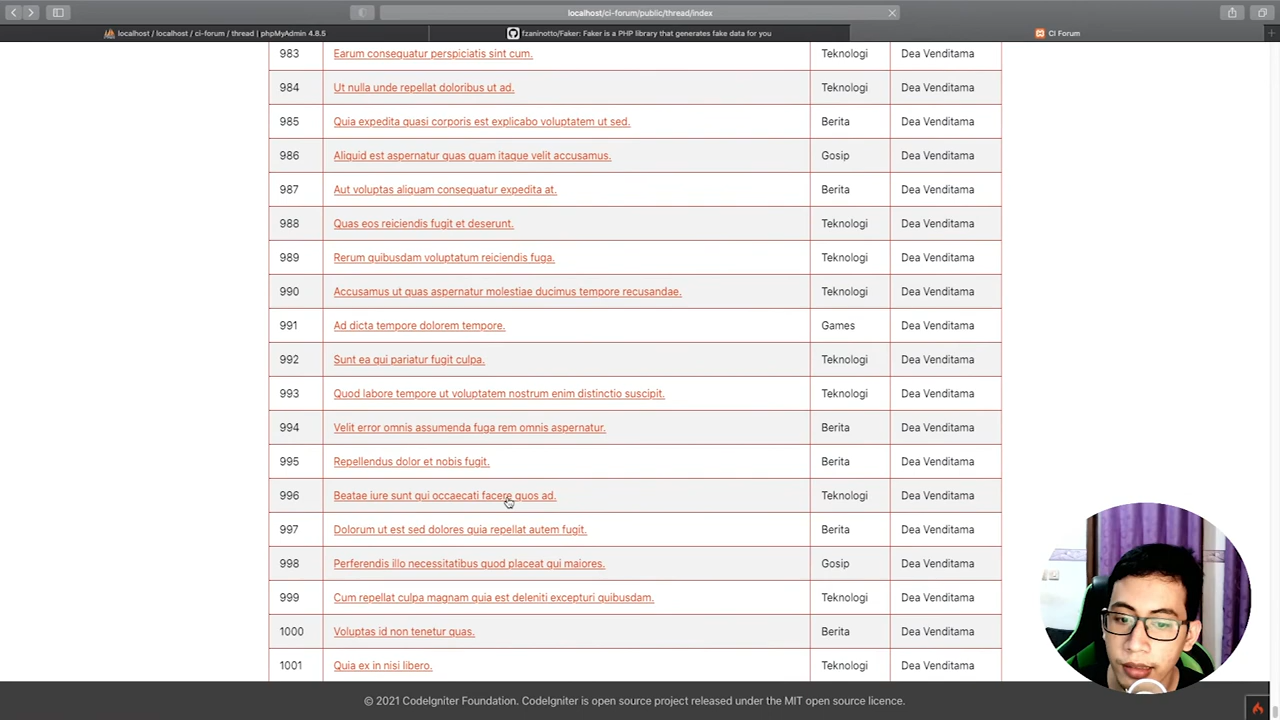 localhost/ci-forum/public/thread/index
localhost / localhost / ci-forum / thread | phpMyAdmin 4.8.5
fzaninotto/Faker: Faker is a PHP library that generates fake data for you
CI Forum
983 Earum consequatur perspiciatis sint cum. Teknologi Dea Venditama
984 Ut nulla unde repellat doloribus ut ad. Teknologi Dea Venditama
985 Quia expedita quasi corporis est explicabo voluptatem ut sed. Berita Dea Venditama
986 Aliquid est aspernatur quas quam itaque velit accusamus. Gosip Dea Venditama
987 Aut voluptas aliquam consequatur expedita at. Berita Dea Venditama
988 Quas eos reiciendis fugit et deserunt. Teknologi Dea Venditama
989 Rerum quibusdam voluptatum reiciendis fuga. Teknologi Dea Venditama
990 Accusamus ut quas aspernatur molestiae ducimus tempore recusandae. Teknologi Dea Venditama
991 Ad dicta tempore dolorem tempore. Games Dea Venditama
992 Sunt ea qui pariatur fugit culpa. Teknologi Dea Venditama
993 Quod labore tempore ut voluptatem nostrum enim distinctio suscipit. Teknologi Dea Venditama
994 Velit error omnis assumenda fuga rem omnis aspernatur. Berita Dea Venditama
995 Repellendus dolor et nobis fugit. Berita Dea Venditama
996 Beatae iure sunt qui occaecati facere quos ad. Teknologi Dea Venditama
997 Dolorum ut est sed dolores quia repellat autem fugit. Berita Dea Venditama
998 Perferendis illo necessitatibus quod placeat qui maiores. Gosip Dea Venditama
999 Cum repellat culpa magnam quia est deleniti excepturi quibusdam. Teknologi Dea Venditama
1000 Voluptas id non tenetur quas. Berita Dea Venditama
1001 Quia ex in nisi libero. Teknologi Dea Venditama
© 2021 CodeIgniter Foundation. CodeIgniter is open source project released under the MIT open source licence.